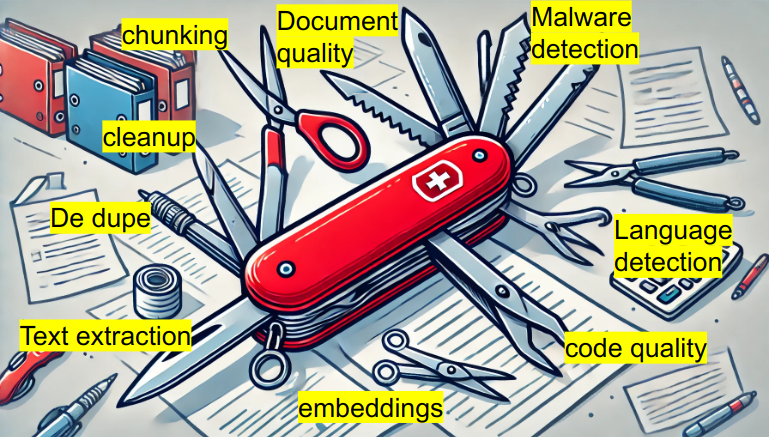 chunking
Document
quality
Malware
detection
cleanup
De dupe
Language
detection
Text extraction
code quality
embeddings